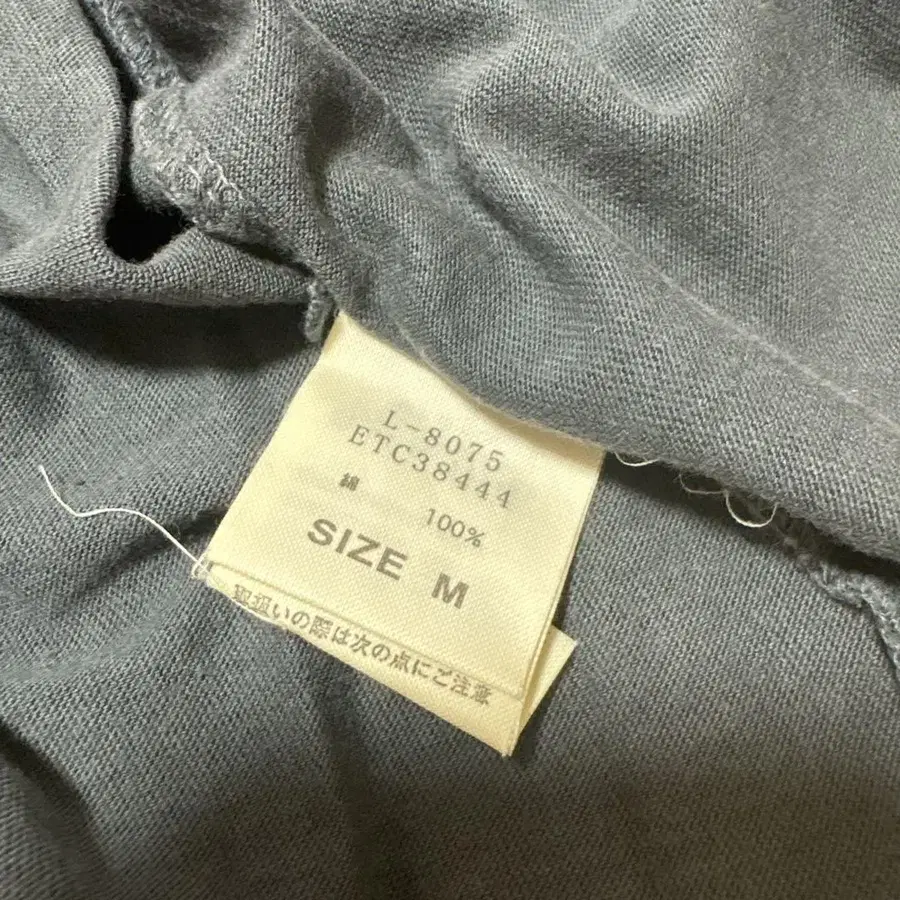 L-8075
ETC38444
綿 100%
SIZE M
取扱いの際は次の点にご注意